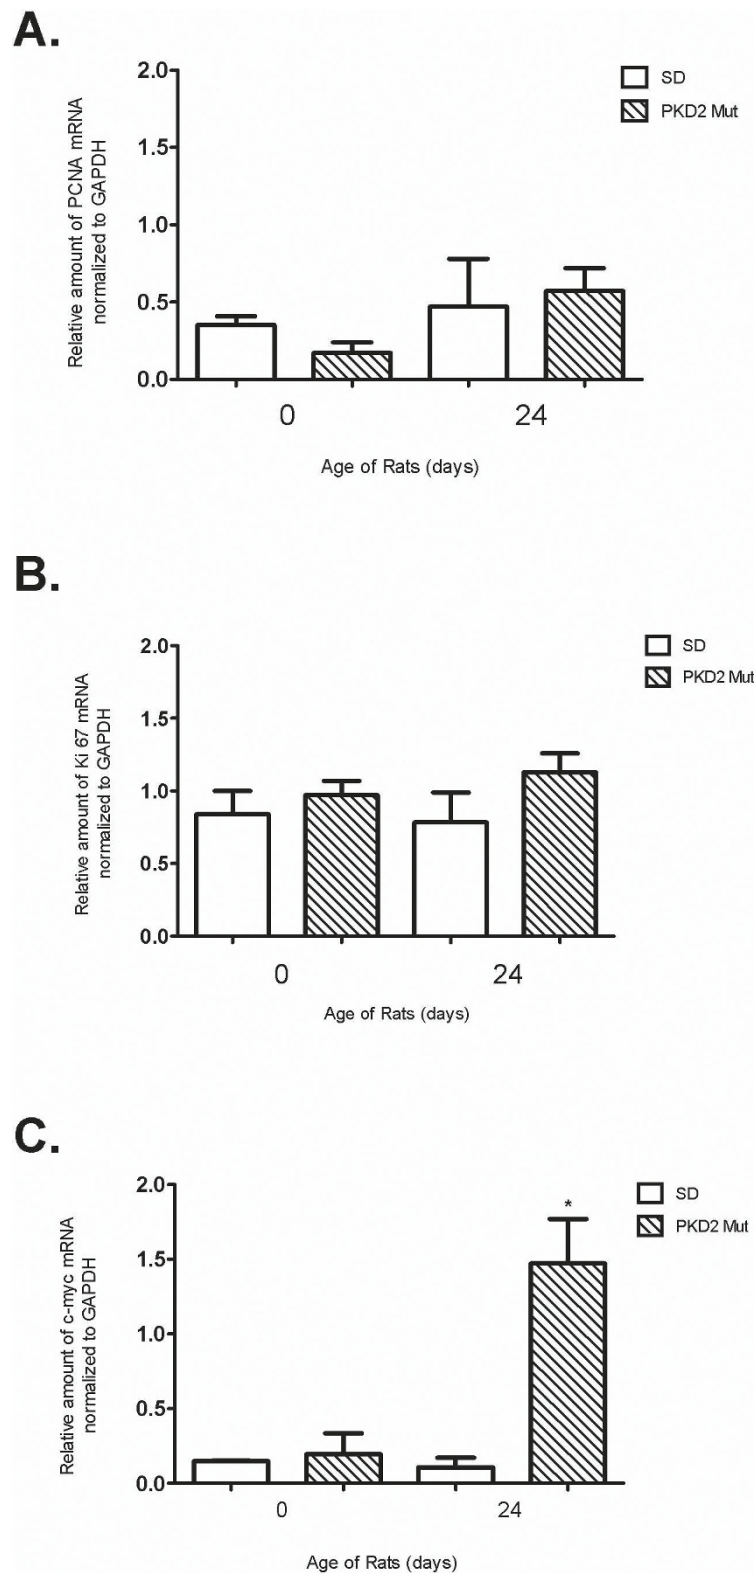 A.
2.0
1.5
1.0
0.5
0.0
Relative amount of PCNA mRNA
normalized to GAPDH
SD
PKD2 Mut
0 24
Age of Rats (days)
B.
2.0
1.5
1.0
0.5
0.0
Relative amount of Ki 67 mRNA
normalized to GAPDH
SD
PKD2 Mut
0 24
Age of Rats (days)
C.
2.0
1.5
1.0
0.5
0.0
Relative amount of c-myc mRNA
normalized to GAPDH
SD
PKD2 Mut
*
0 24
Age of Rats (days)